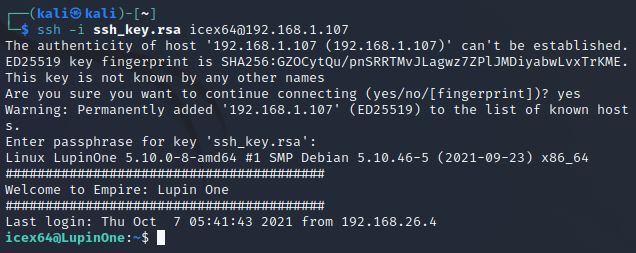 ┌──(kali㉿kali)-[~]
└─$ ssh -i ssh_key.rsa icex64@192.168.1.107
The authenticity of host '192.168.1.107 (192.168.1.107)' can't be established.
ED25519 key fingerprint is SHA256:GZOCytQu/pnSRRTMvJLagwz7ZPlJMDiyabwLvxTrKME.
This key is not known by any other names
Are you sure you want to continue connecting (yes/no/[fingerprint])? yes
Warning: Permanently added '192.168.1.107' (ED25519) to the list of known host
s.
Enter passphrase for key 'ssh_key.rsa':
Linux LupinOne 5.10.0-8-amd64 #1 SMP Debian 5.10.46-5 (2021-09-23) x86_64
########################################
Welcome to Empire: Lupin One
########################################
Last login: Thu Oct  7 05:41:43 2021 from 192.168.26.4
icex64@LupinOne:~$